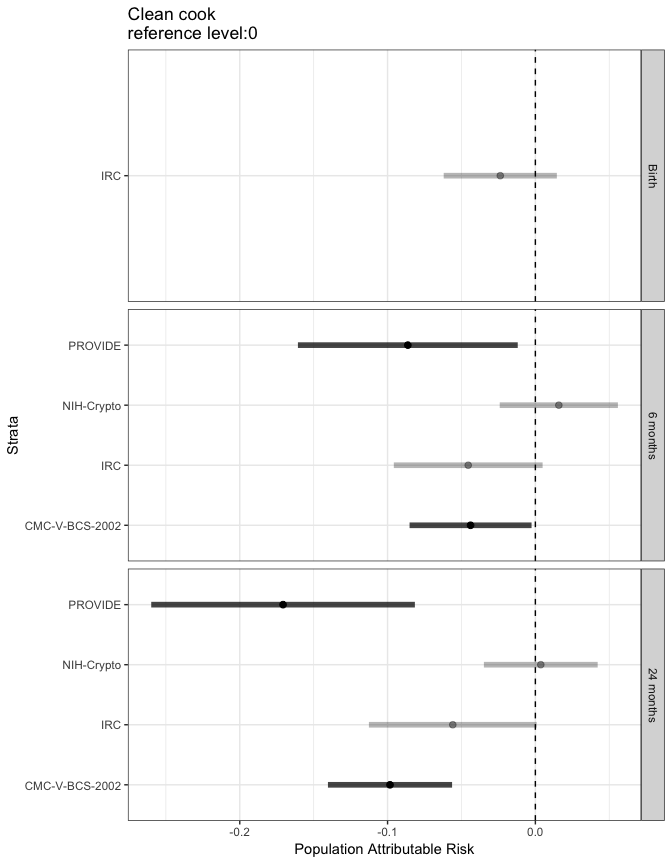 Clean cook
reference level:0
IRC
Birth
PROVIDE
NIH-Crypto
IRC
CMC-V-BCS-2002
6 months
PROVIDE
NIH-Crypto
IRC
CMC-V-BCS-2002
24 months
Strata
-0.2 -0.1 0.0
Population Attributable Risk